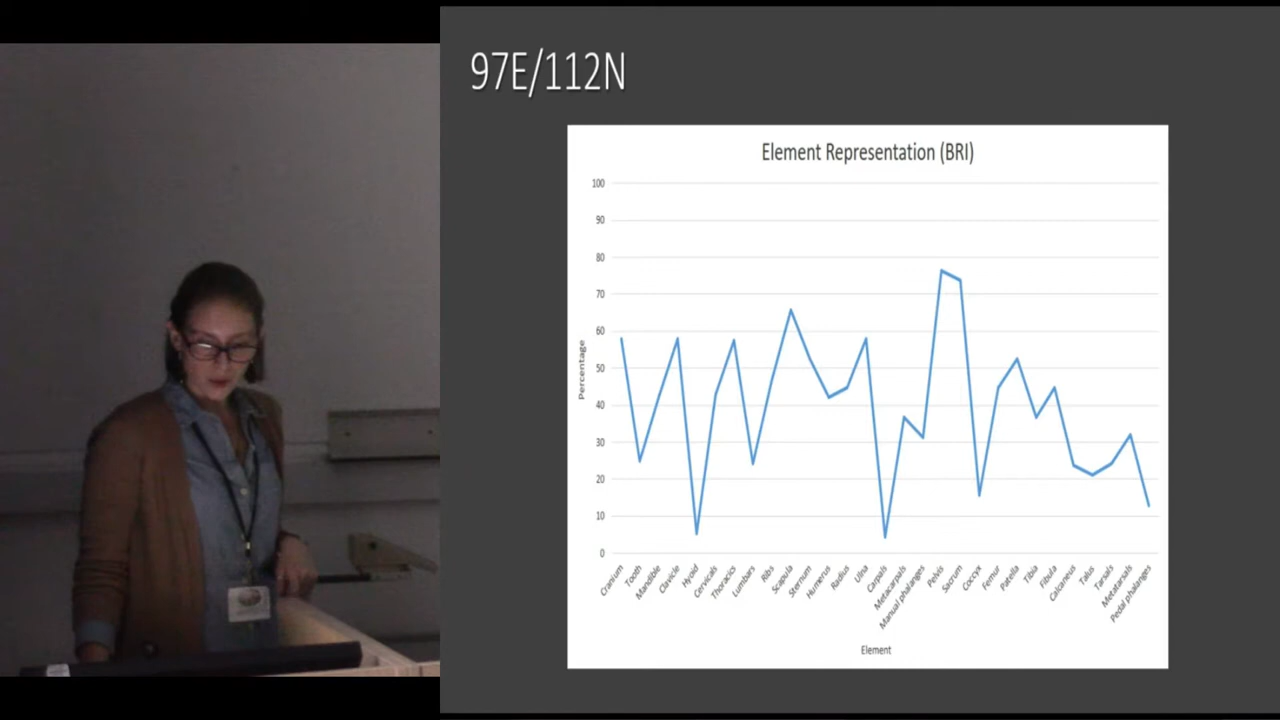 97E/112N
Element Representation (BRI)
100
90
80
70
60
50
40
30
20
10
0
Percentage
Cranium
Tooth
Mandible
Clavicle
Hyoid
Cervicals
Thoracics
Lumbars
Ribs
Scapula
Sternum
Humerus
Radius
Ulna
Carpals
Metacarpals
Manual phalanges
Pelvis
Sacrum
Coccyx
Femur
Patella
Tibia
Fibula
Calcaneus
Talus
Tarsals
Metatarsals
Pedal phalanges
Element